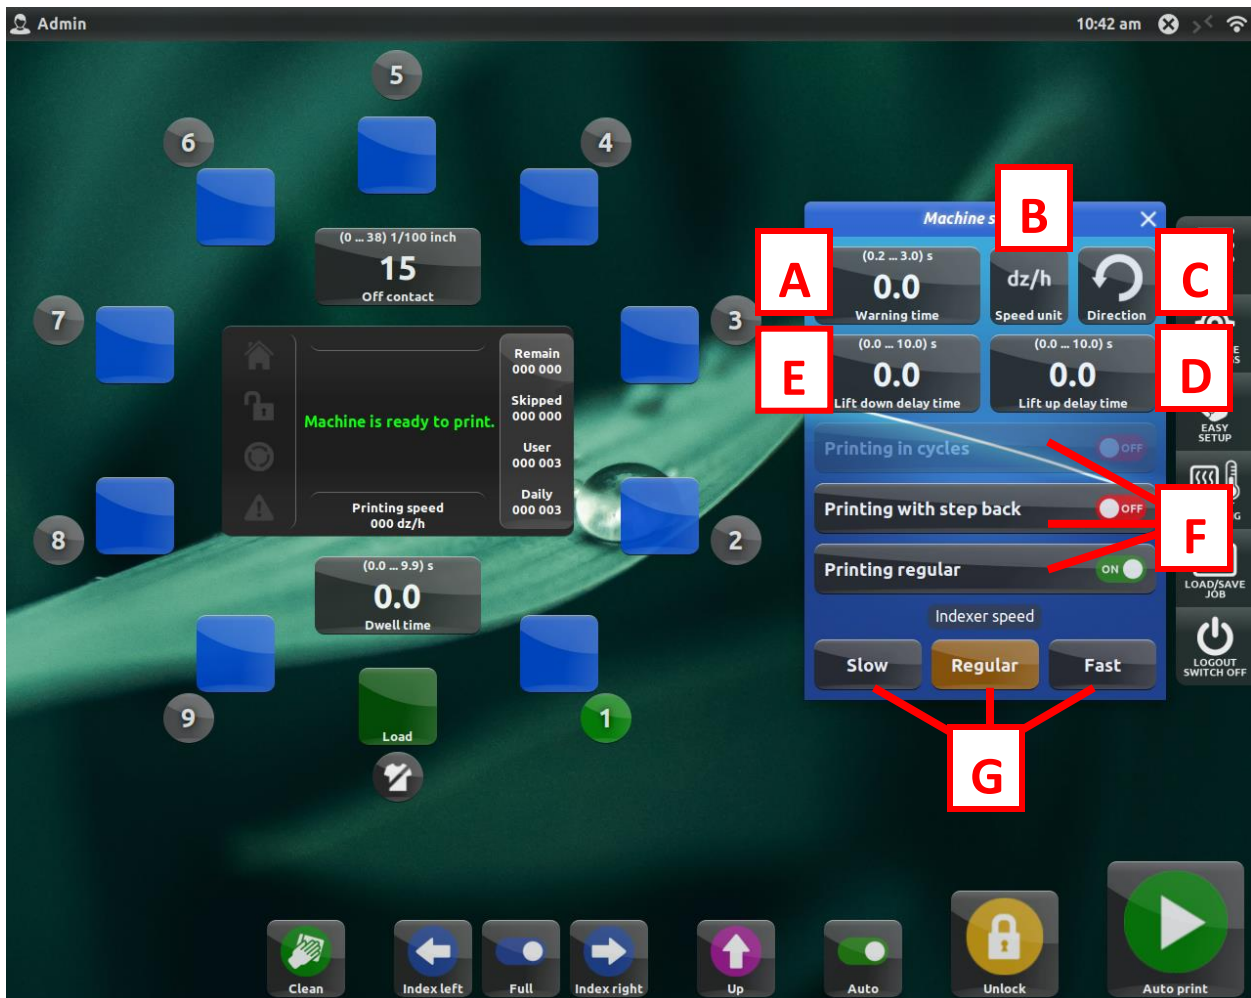 Admin
10:42 am
5
6
4
(0 ... 38) 1/100 inch
15
Off contact
7
3
Remain
000 000
Skipped
000 000
User
000 003
Daily
000 003
Machine is ready to print.
Printing speed
000 dz/h
8
2
(0.0 ... 9.9) s
0.0
Dwell time
9
1
Load
Machine s
B
A
(0.2 ... 3.0) s
0.0
Warning time
dz/h
Speed unit
Direction
C
E
(0.0 ... 10.0) s
0.0
Lift down delay time
(0.0 ... 10.0) s
0.0
Lift up delay time
D
Printing in cycles
OFF
Printing with step back
OFF
F
Printing regular
ON
Indexer speed
Slow
Regular
Fast
G
EASY
SETUP
LOAD/SAVE
JOB
LOGOUT
SWITCH OFF
Clean
Index left
Full
Index right
Up
Auto
Unlock
Auto print